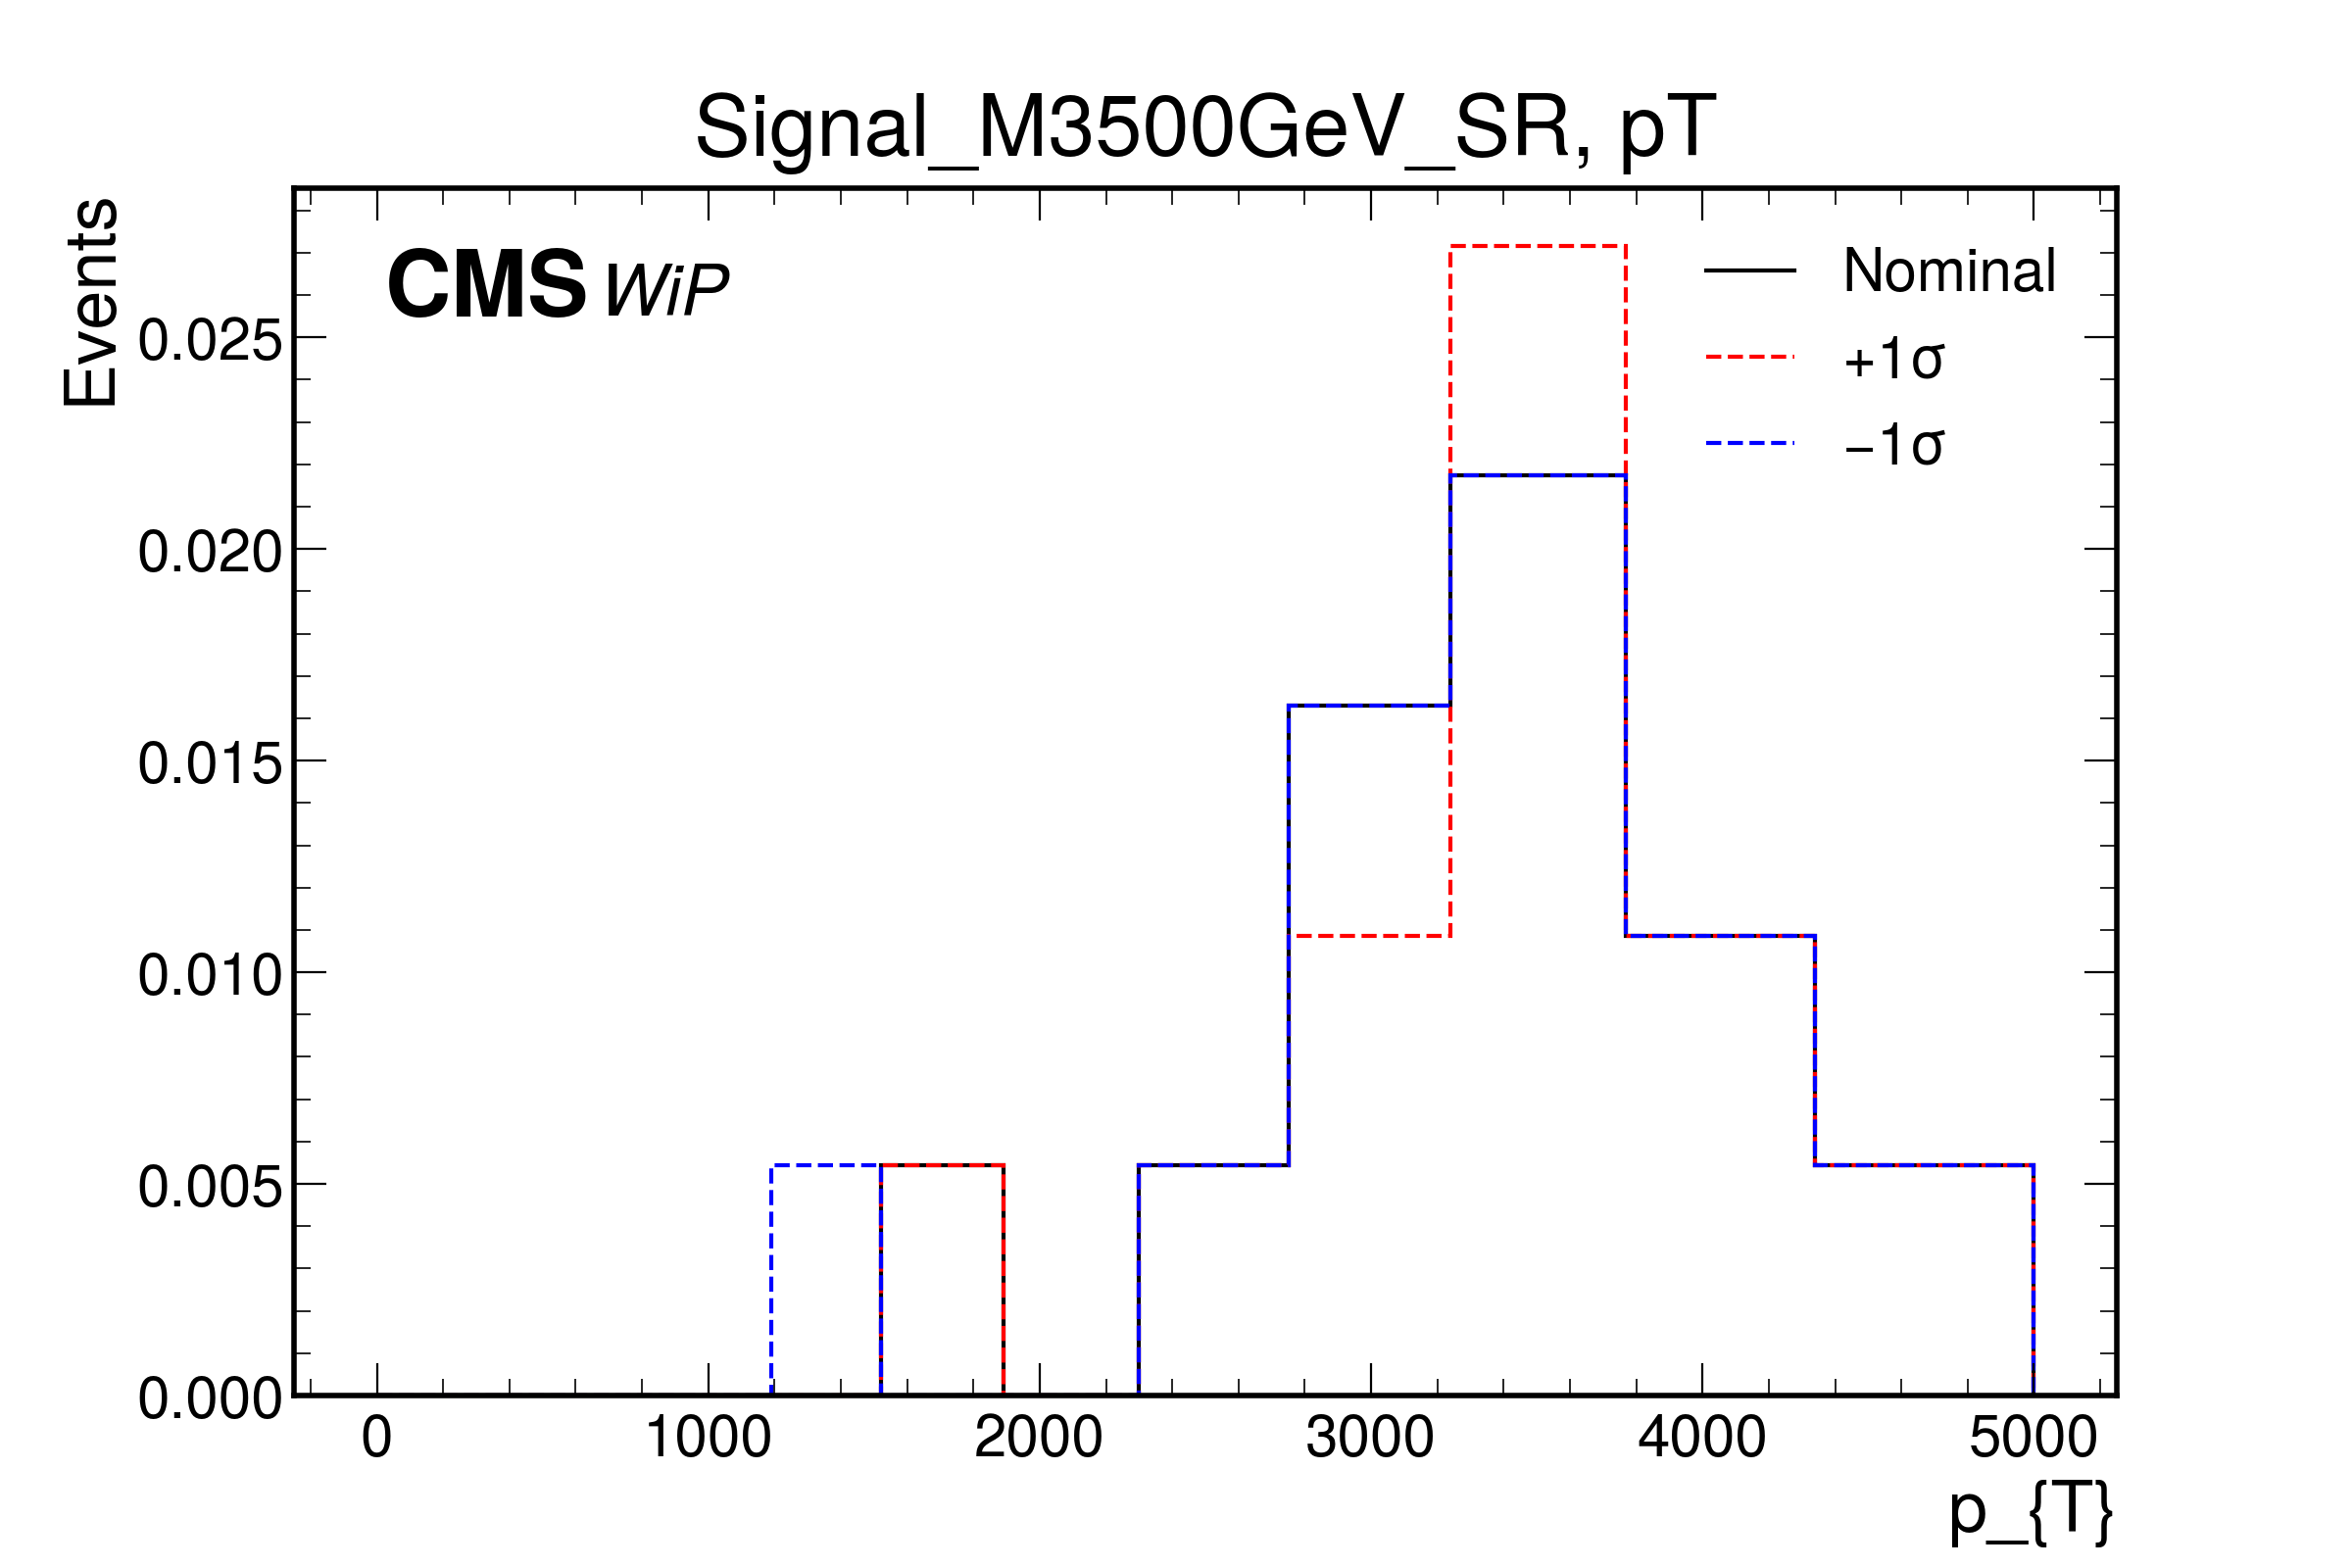 Signal_M3500GeV_SR, pT
Events
CMS WiP
Nominal
+1σ
−1σ
0.025
0.020
0.015
0.010
0.005
0.000
0 1000 2000 3000 4000 5000
p_{T}